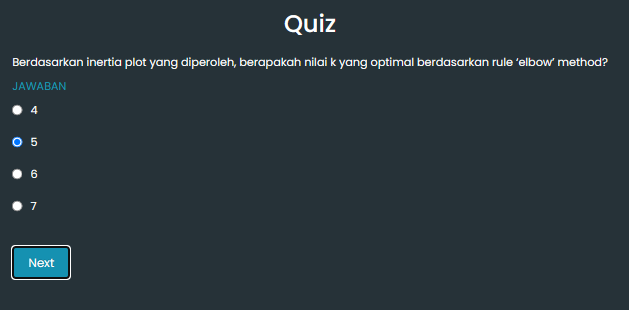 Quiz
Berdasarkan inertia plot yang diperoleh, berapakah nilai k yang optimal berdasarkan rule ‘elbow’ method?
JAWABAN
4
5
6
7
Next